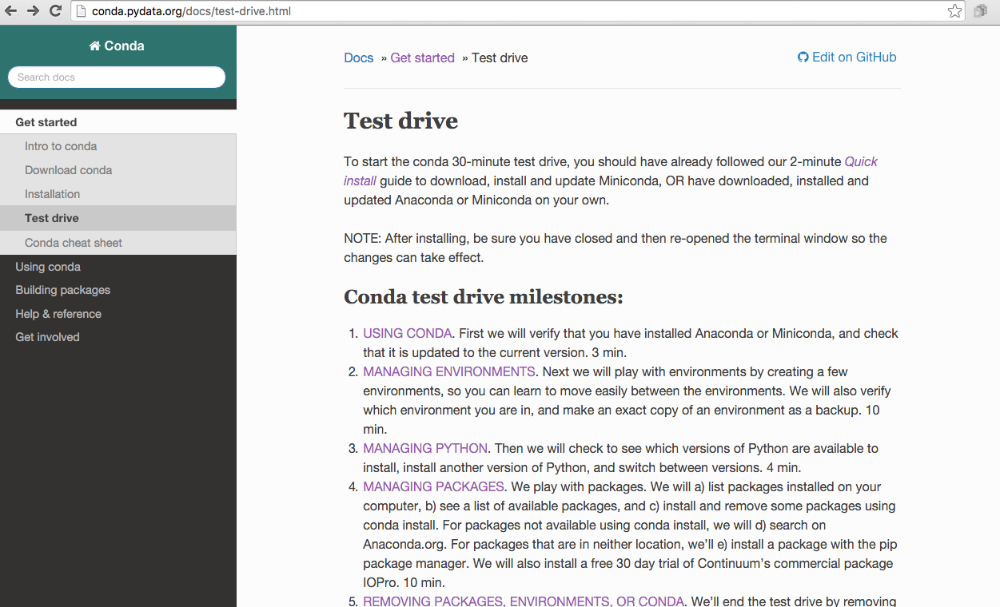 conda.pydata.org/docs/test-drive.html
Conda
Search docs
Get started
Intro to conda
Download conda
Installation
Test drive
Conda cheat sheet
Using conda
Building packages
Help & reference
Get involved
Docs » Get started » Test drive
Edit on GitHub
Test drive
To start the conda 30-minute test drive, you should have already followed our 2-minute Quick
install guide to download, install and update Miniconda, OR have downloaded, installed and
updated Anaconda or Miniconda on your own.
NOTE: After installing, be sure you have closed and then re-opened the terminal window so the
changes can take effect.
Conda test drive milestones:
1. USING CONDA. First we will verify that you have installed Anaconda or Miniconda, and check
that it is updated to the current version. 3 min.
2. MANAGING ENVIRONMENTS. Next we will play with environments by creating a few
environments, so you can learn to move easily between the environments. We will also verify
which environment you are in, and make an exact copy of an environment as a backup. 10
min.
3. MANAGING PYTHON. Then we will check to see which versions of Python are available to
install, install another version of Python, and switch between versions. 4 min.
4. MANAGING PACKAGES. We play with packages. We will a) list packages installed on your
computer, b) see a list of available packages, and c) install and remove some packages using
conda install. For packages not available using conda install, we will d) search on
Anaconda.org. For packages that are in neither location, we'll e) install a package with the pip
package manager. We will also install a free 30 day trial of Continuum's commercial package
IOPro. 10 min.
5. REMOVING PACKAGES, ENVIRONMENTS, OR CONDA. We'll end the test drive by removing